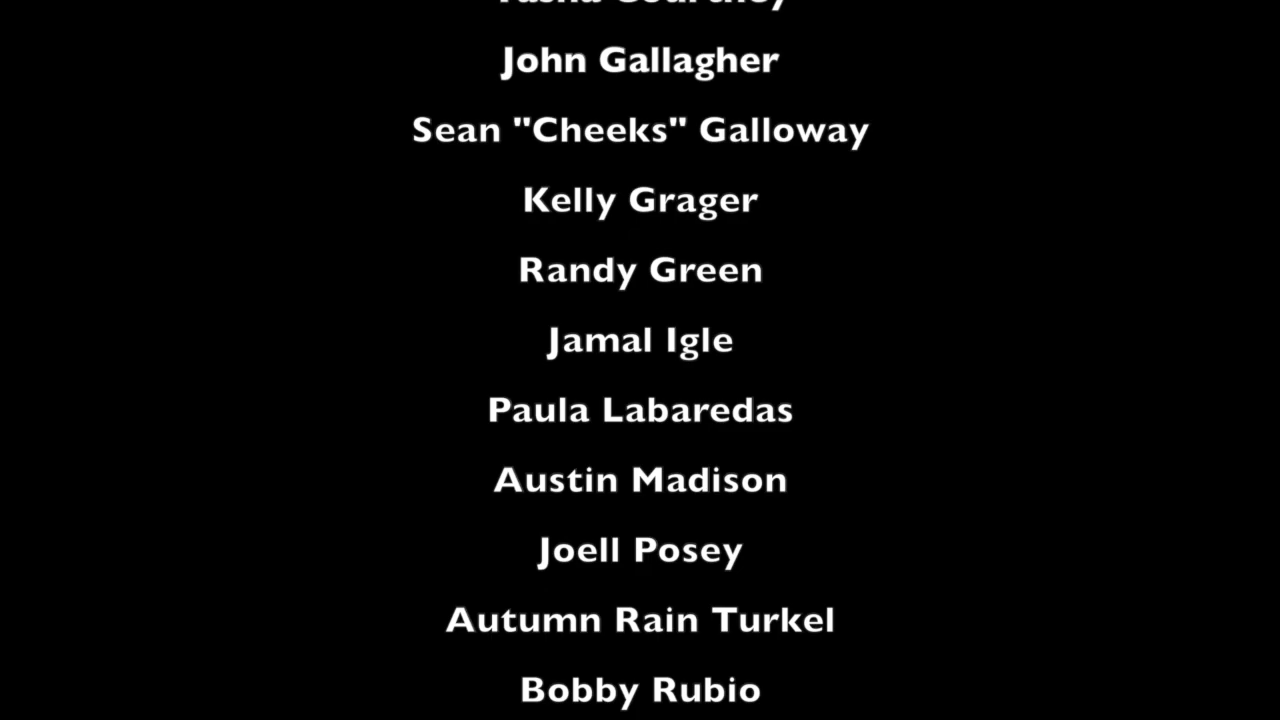 John Gallagher
Sean "Cheeks" Galloway
Kelly Grager
Randy Green
Jamal Igle
Paula Labaredas
Austin Madison
Joell Posey
Autumn Rain Turkel
Bobby Rubio